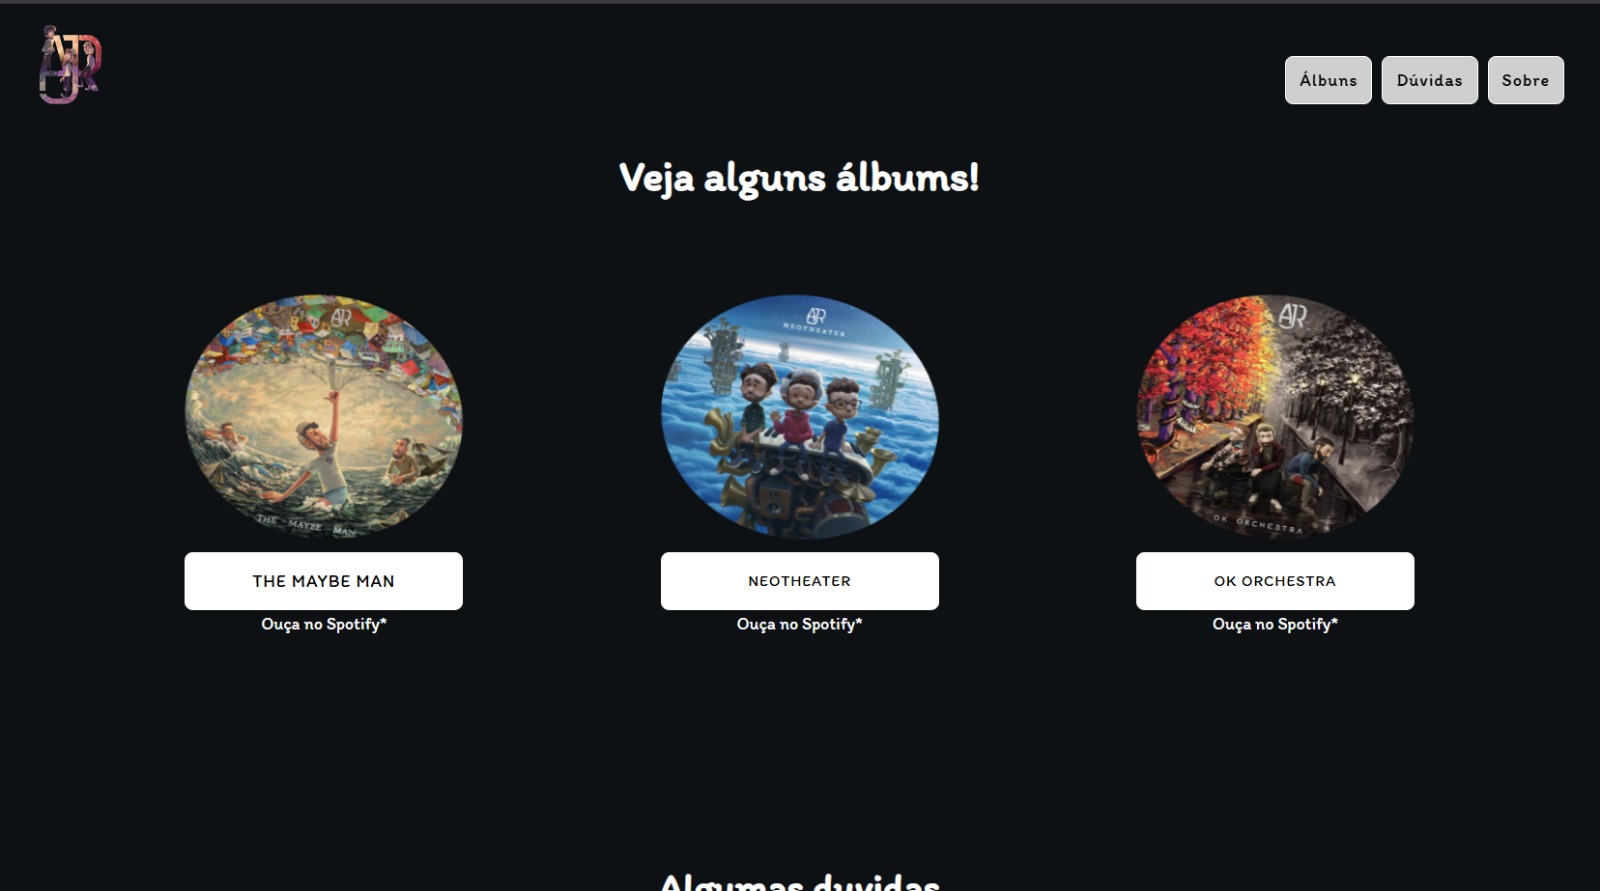 AJR
Álbuns
Dúvidas
Sobre
Veja alguns álbums!
AJR
THE MAYBE MAN
AJR
NEOTHEATER
AJR
OK ORCHESTRA
THE MAYBE MAN
NEOTHEATER
OK ORCHESTRA
Ouça no Spotify*
Ouça no Spotify*
Ouça no Spotify*
Algumas duvidas